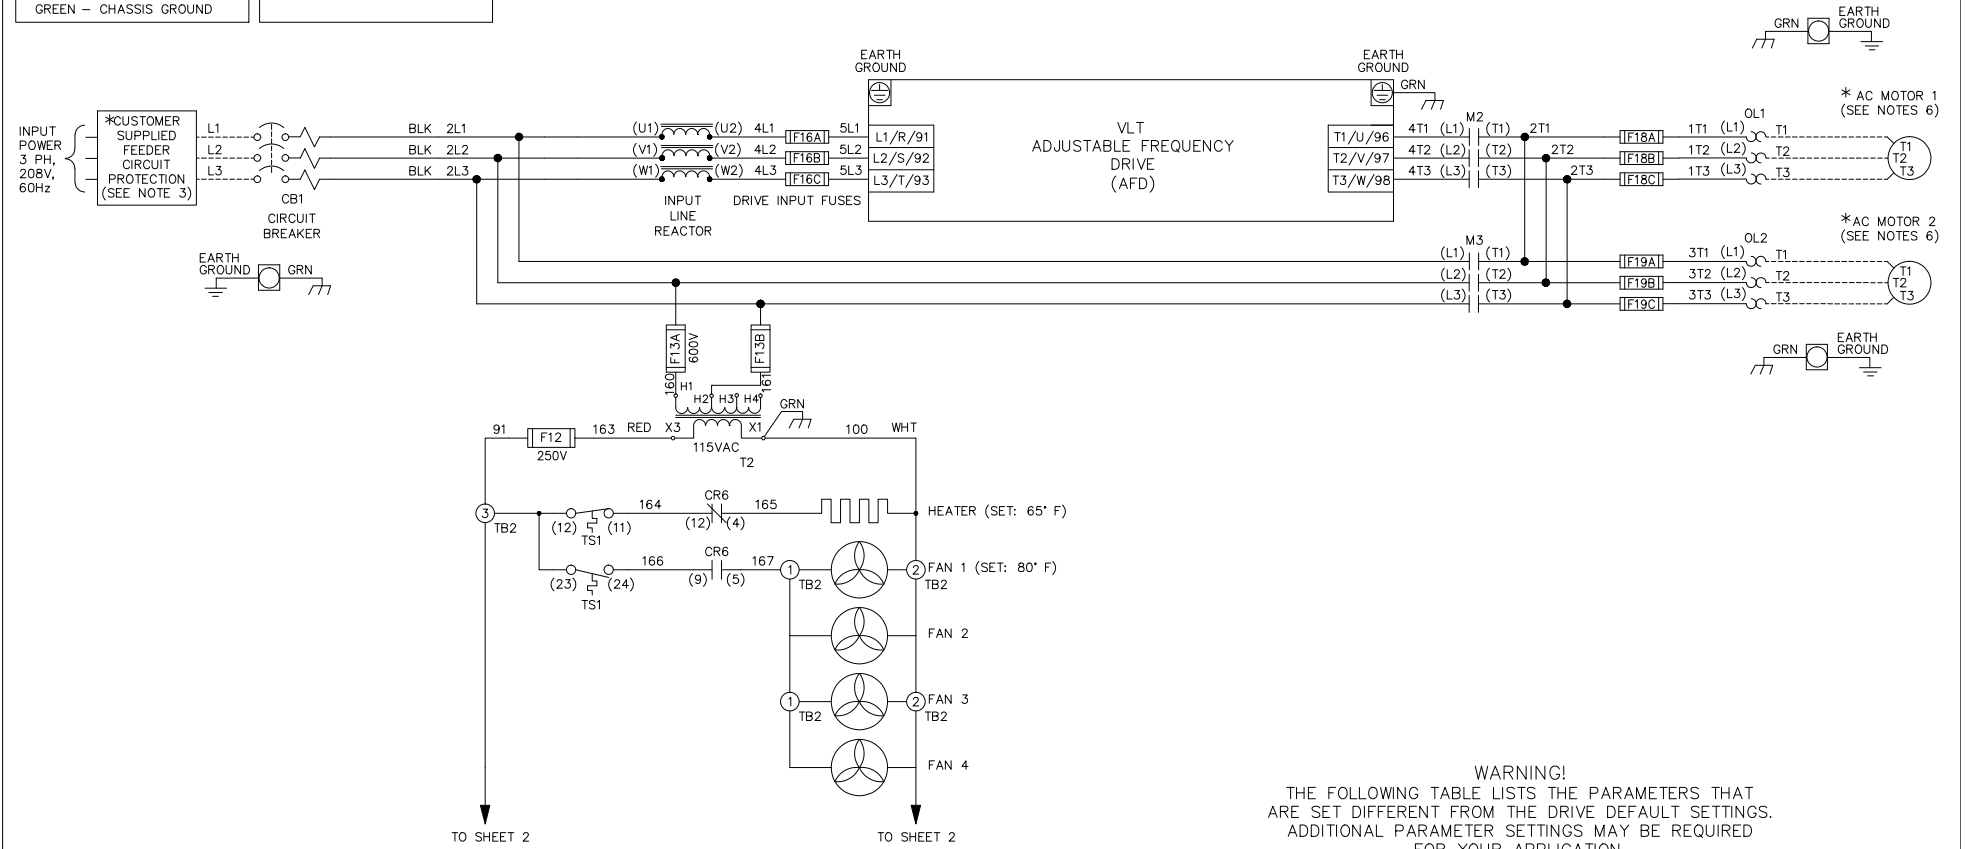 GREEN – CHASSIS GROUND
GRN
EARTH
GROUND
INPUT
POWER
3 PH,
208V,
60Hz
*CUSTOMER
SUPPLIED
FEEDER
CIRCUIT
PROTECTION
(SEE NOTE 3)
L1
L2
L3
CB1
CIRCUIT
BREAKER
BLK 2L1
BLK 2L2
BLK 2L3
(U1) (U2) 4L1 F16A 5L1
(V1) (V2) 4L2 F16B 5L2
(W1) (W2) 4L3 F16C 5L3
INPUT
LINE
REACTOR
DRIVE INPUT FUSES
EARTH
GROUND
L1/R/91
L2/S/92
L3/T/93
VLT
ADJUSTABLE FREQUENCY
DRIVE
(AFD)
EARTH
GROUND
GRN
T1/U/96
T2/V/97
T3/W/98
M2
4T1 (L1) (T1) 2T1 F18A 1T1 (L1) T1
4T2 (L2) (T2) 2T2 F18B 1T2 (L2) T2
4T3 (L3) (T3) 2T3 F18C 1T3 (L3) T3
OL1
* AC MOTOR 1
(SEE NOTES 6)
T1
T2
T3
M3
(L1) (T1) F19A 3T1 (L1) T1
(L2) (T2) F19B 3T2 (L2) T2
(L3) (T3) F19C 3T3 (L3) T3
OL2
*AC MOTOR 2
(SEE NOTES 6)
T1
T2
T3
EARTH
GROUND
GRN
GRN
EARTH
GROUND
F13A
600V
F13B
160
161
H1
H2 H3 H4
GRN
91 F12 163 RED X3 X1 100 WHT
250V
115VAC
T2
3
TB2
(12) (11)
TS1
164
CR6
(12) (4)
165
HEATER (SET: 65° F)
(23) (24)
TS1
166
CR6
(9) (5)
167
1
TB2
2
TB2
FAN 1 (SET: 80° F)
FAN 2
1
TB2
2
TB2
FAN 3
FAN 4
TO SHEET 2
TO SHEET 2
WARNING!
THE FOLLOWING TABLE LISTS THE PARAMETERS THAT
ARE SET DIFFERENT FROM THE DRIVE DEFAULT SETTINGS.
ADDITIONAL PARAMETER SETTINGS MAY BE REQUIRED
FOR YOUR APPLICATION